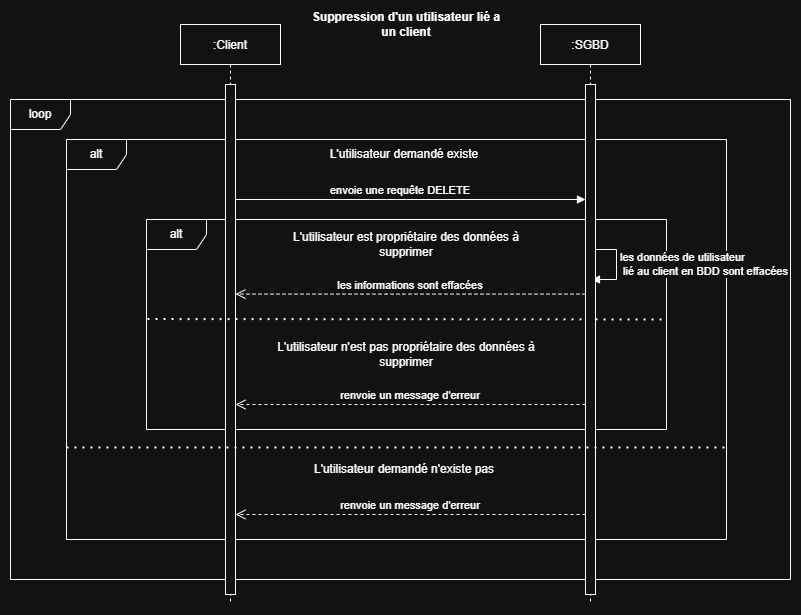 Suppression d'un utilisateur lié a
un client
:Client
:SGBD
loop
alt
L'utilisateur demandé existe
envoie une requête DELETE
alt
L'utilisateur est propriétaire des données à
supprimer
les données de utilisateur
lié au client en BDD sont effacées
les informations sont effacées
L'utilisateur n'est pas propriétaire des données à
supprimer
renvoie un message d'erreur
L'utilisateur demandé n'existe pas
renvoie un message d'erreur